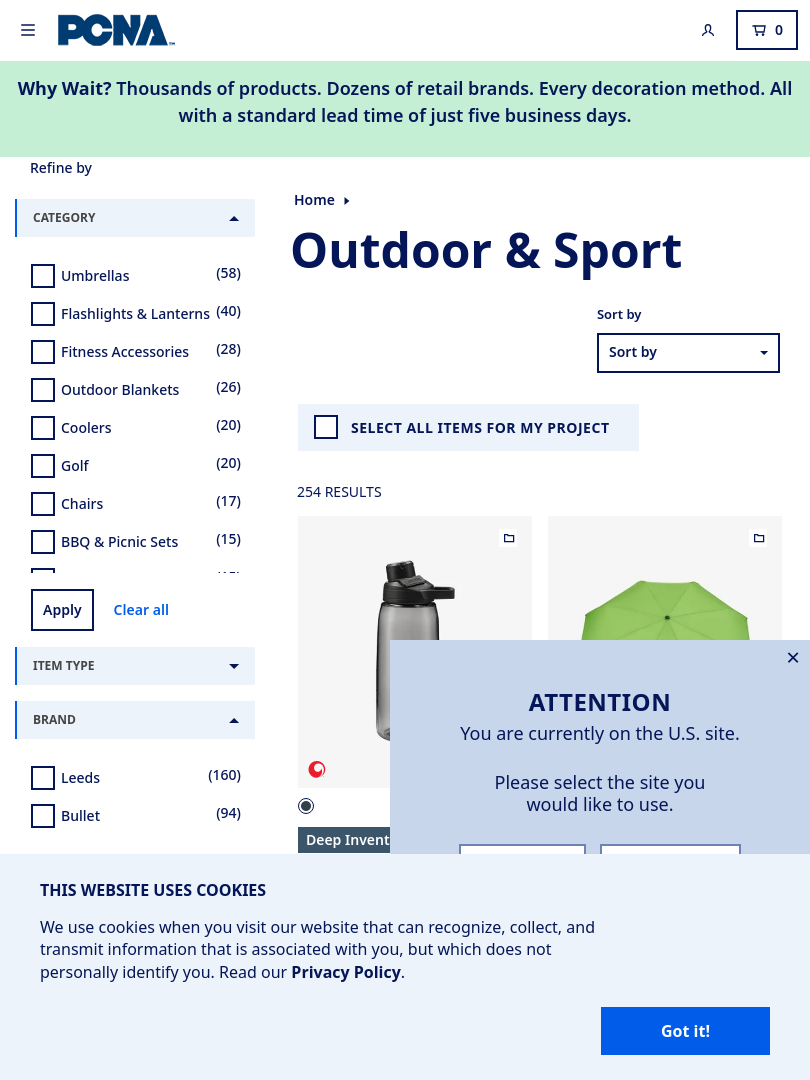 PCNA
0
Why Wait? Thousands of products. Dozens of retail brands. Every decoration method. All
with a standard lead time of just five business days.
Refine by
CATEGORY
Umbrellas (58)
Flashlights & Lanterns (40)
Fitness Accessories (28)
Outdoor Blankets (26)
Coolers (20)
Golf (20)
Chairs (17)
BBQ & Picnic Sets (15)
Apply
Clear all
ITEM TYPE
BRAND
Leeds (160)
Bullet (94)
Home
Outdoor & Sport
Sort by
Sort by
SELECT ALL ITEMS FOR MY PROJECT
254 RESULTS
Deep Invent
ATTENTION
You are currently on the U.S. site.
Please select the site you
would like to use.
THIS WEBSITE USES COOKIES
We use cookies when you visit our website that can recognize, collect, and
transmit information that is associated with you, but which does not
personally identify you. Read our Privacy Policy.
Got it!